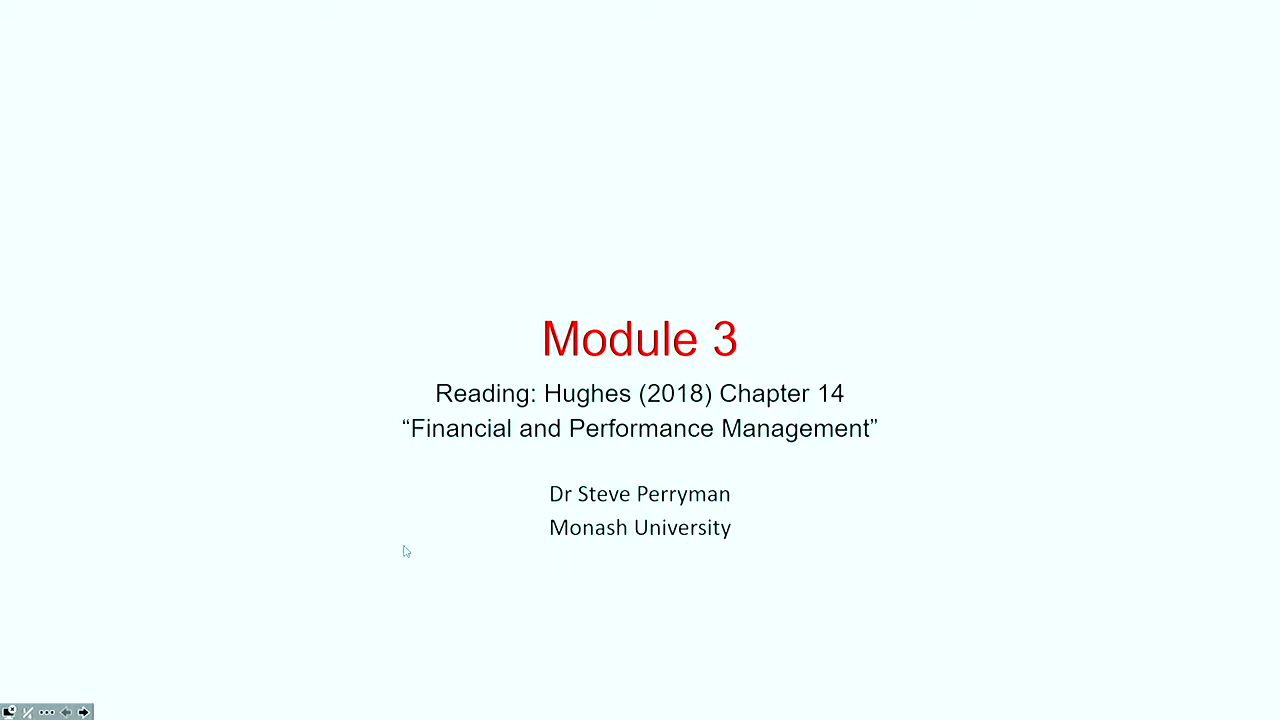 Module 3
Reading: Hughes (2018) Chapter 14
“Financial and Performance Management”
Dr Steve Perryman
Monash University